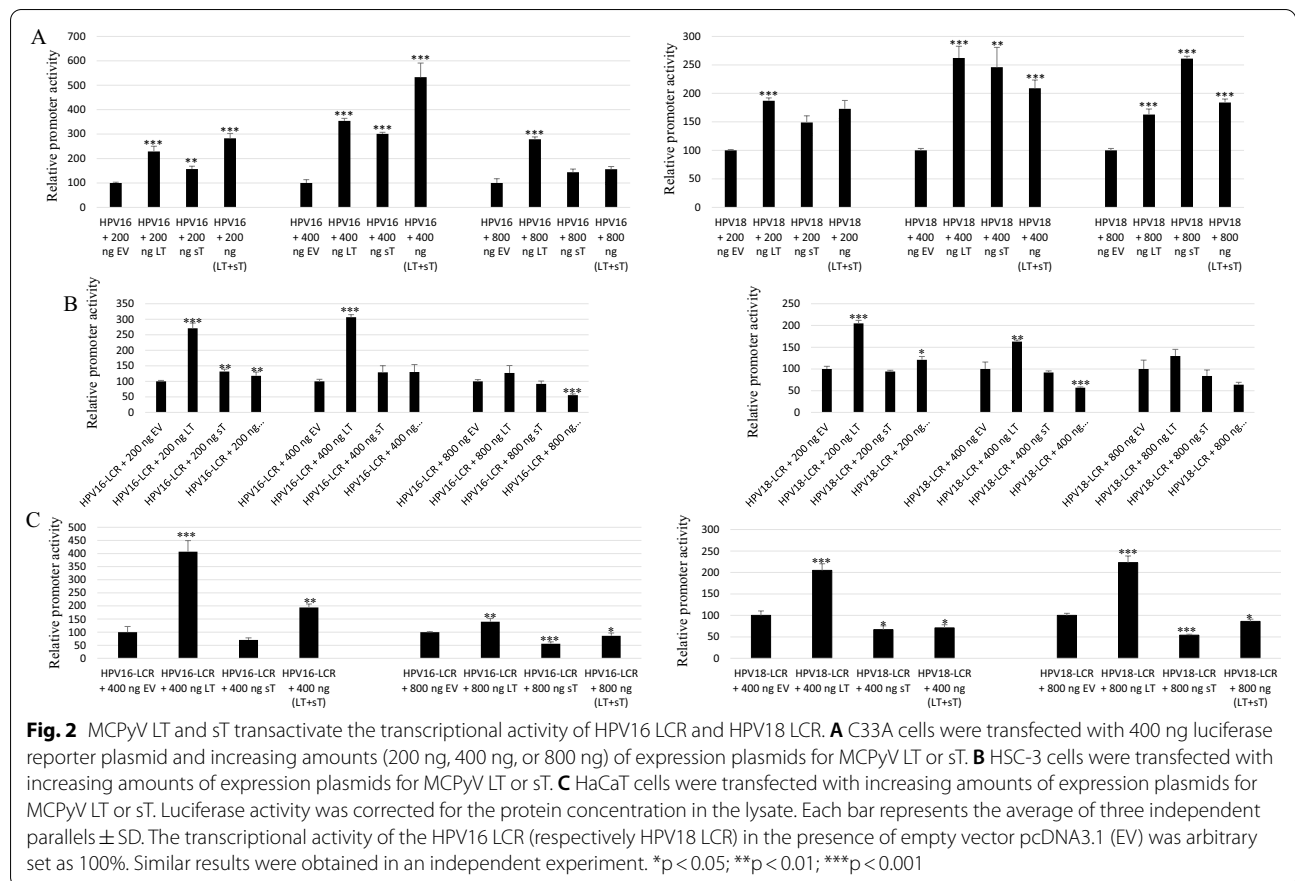 A
Relative promoter activity
700
600
500
400
300
200
100
0
***
**
***
***
***
***
***
HPV16 + 200 ng EV
HPV16 + 200 ng LT
HPV16 + 200 ng sT
HPV16 + 200 ng (LT+sT)
HPV16 + 400 ng EV
HPV16 + 400 ng LT
HPV16 + 400 ng sT
HPV16 + 400 ng (LT+sT)
HPV16 + 800 ng EV
HPV16 + 800 ng LT
HPV16 + 800 ng sT
HPV16 + 800 ng (LT+sT)
Relative promoter activity
300
250
200
150
100
50
0
***
***
**
***
***
***
***
HPV18 + 200 ng EV
HPV18 + 200 ng LT
HPV18 + 200 ng sT
HPV18 + 200 ng (LT+sT)
HPV18 + 400 ng EV
HPV18 + 400 ng LT
HPV18 + 400 ng sT
HPV18 + 400 ng (LT+sT)
HPV18 + 800 ng EV
HPV18 + 800 ng LT
HPV18 + 800 ng sT
HPV18 + 800 ng (LT+sT)
B
Relative promoter activity
350
300
250
200
150
100
50
0
***
**
**
***
***
HPV16-LCR + 200 ng EV
HPV16-LCR + 200 ng LT
HPV16-LCR + 200 ng sT
HPV16-LCR + 200 ng...
HPV16-LCR + 400 ng EV
HPV16-LCR + 400 ng LT
HPV16-LCR + 400 ng sT
HPV16-LCR + 400 ng...
HPV16-LCR + 800 ng EV
HPV16-LCR + 800 ng LT
HPV16-LCR + 800 ng sT
HPV16-LCR + 800 ng...
Relative promoter activity
250
200
150
100
50
0
***
*
**
***
HPV18-LCR + 200 ng EV
HPV18-LCR + 200 ng LT
HPV18-LCR + 200 ng sT
HPV18-LCR + 200 ng...
HPV18-LCR + 400 ng EV
HPV18-LCR + 400 ng LT
HPV18-LCR + 400 ng sT
HPV18-LCR + 400 ng...
HPV18-LCR + 800 ng EV
HPV18-LCR + 800 ng LT
HPV18-LCR + 800 ng sT
HPV18-LCR + 800 ng...
C
Relative promoter activity
500
450
400
350
300
250
200
150
100
50
0
***
**
**
***
*
HPV16-LCR + 400 ng EV
HPV16-LCR + 400 ng LT
HPV16-LCR + 400 ng sT
HPV16-LCR + 400 ng (LT+sT)
HPV16-LCR + 800 ng EV
HPV16-LCR + 800 ng LT
HPV16-LCR + 800 ng sT
HPV16-LCR + 800 ng (LT+sT)
Relative promoter activity
300
250
200
150
100
50
0
***
*
*
***
***
*
HPV18-LCR + 400 ng EV
HPV18-LCR + 400 ng LT
HPV18-LCR + 400 ng sT
HPV18-LCR + 400 ng (LT+sT)
HPV18-LCR + 800 ng EV
HPV18-LCR + 800 ng LT
HPV18-LCR + 800 ng sT
HPV18-LCR + 800 ng (LT+sT)
Fig. 2 MCPyV LT and sT transactivate the transcriptional activity of HPV16 LCR and HPV18 LCR. A C33A cells were transfected with 400 ng luciferase
reporter plasmid and increasing amounts (200 ng, 400 ng, or 800 ng) of expression plasmids for MCPyV LT or sT. B HSC-3 cells were transfected with
increasing amounts of expression plasmids for MCPyV LT or sT. C HaCaT cells were transfected with increasing amounts of expression plasmids for
MCPyV LT or sT. Luciferase activity was corrected for the protein concentration in the lysate. Each bar represents the average of three independent
parallels ± SD. The transcriptional activity of the HPV16 LCR (respectively HPV18 LCR) in the presence of empty vector pcDNA3.1 (EV) was arbitrary
set as 100%. Similar results were obtained in an independent experiment. *p < 0.05; **p < 0.01; ***p < 0.001